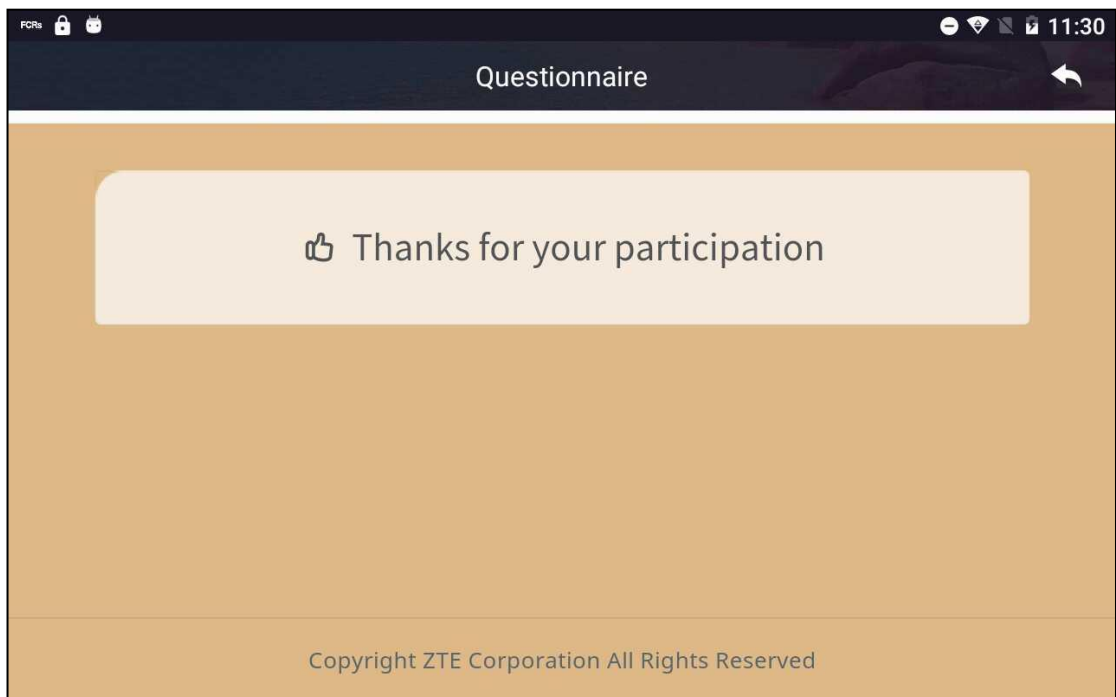 FCRs 11:30
Questionnaire
Thanks for your participation
Copyright ZTE Corporation All Rights Reserved